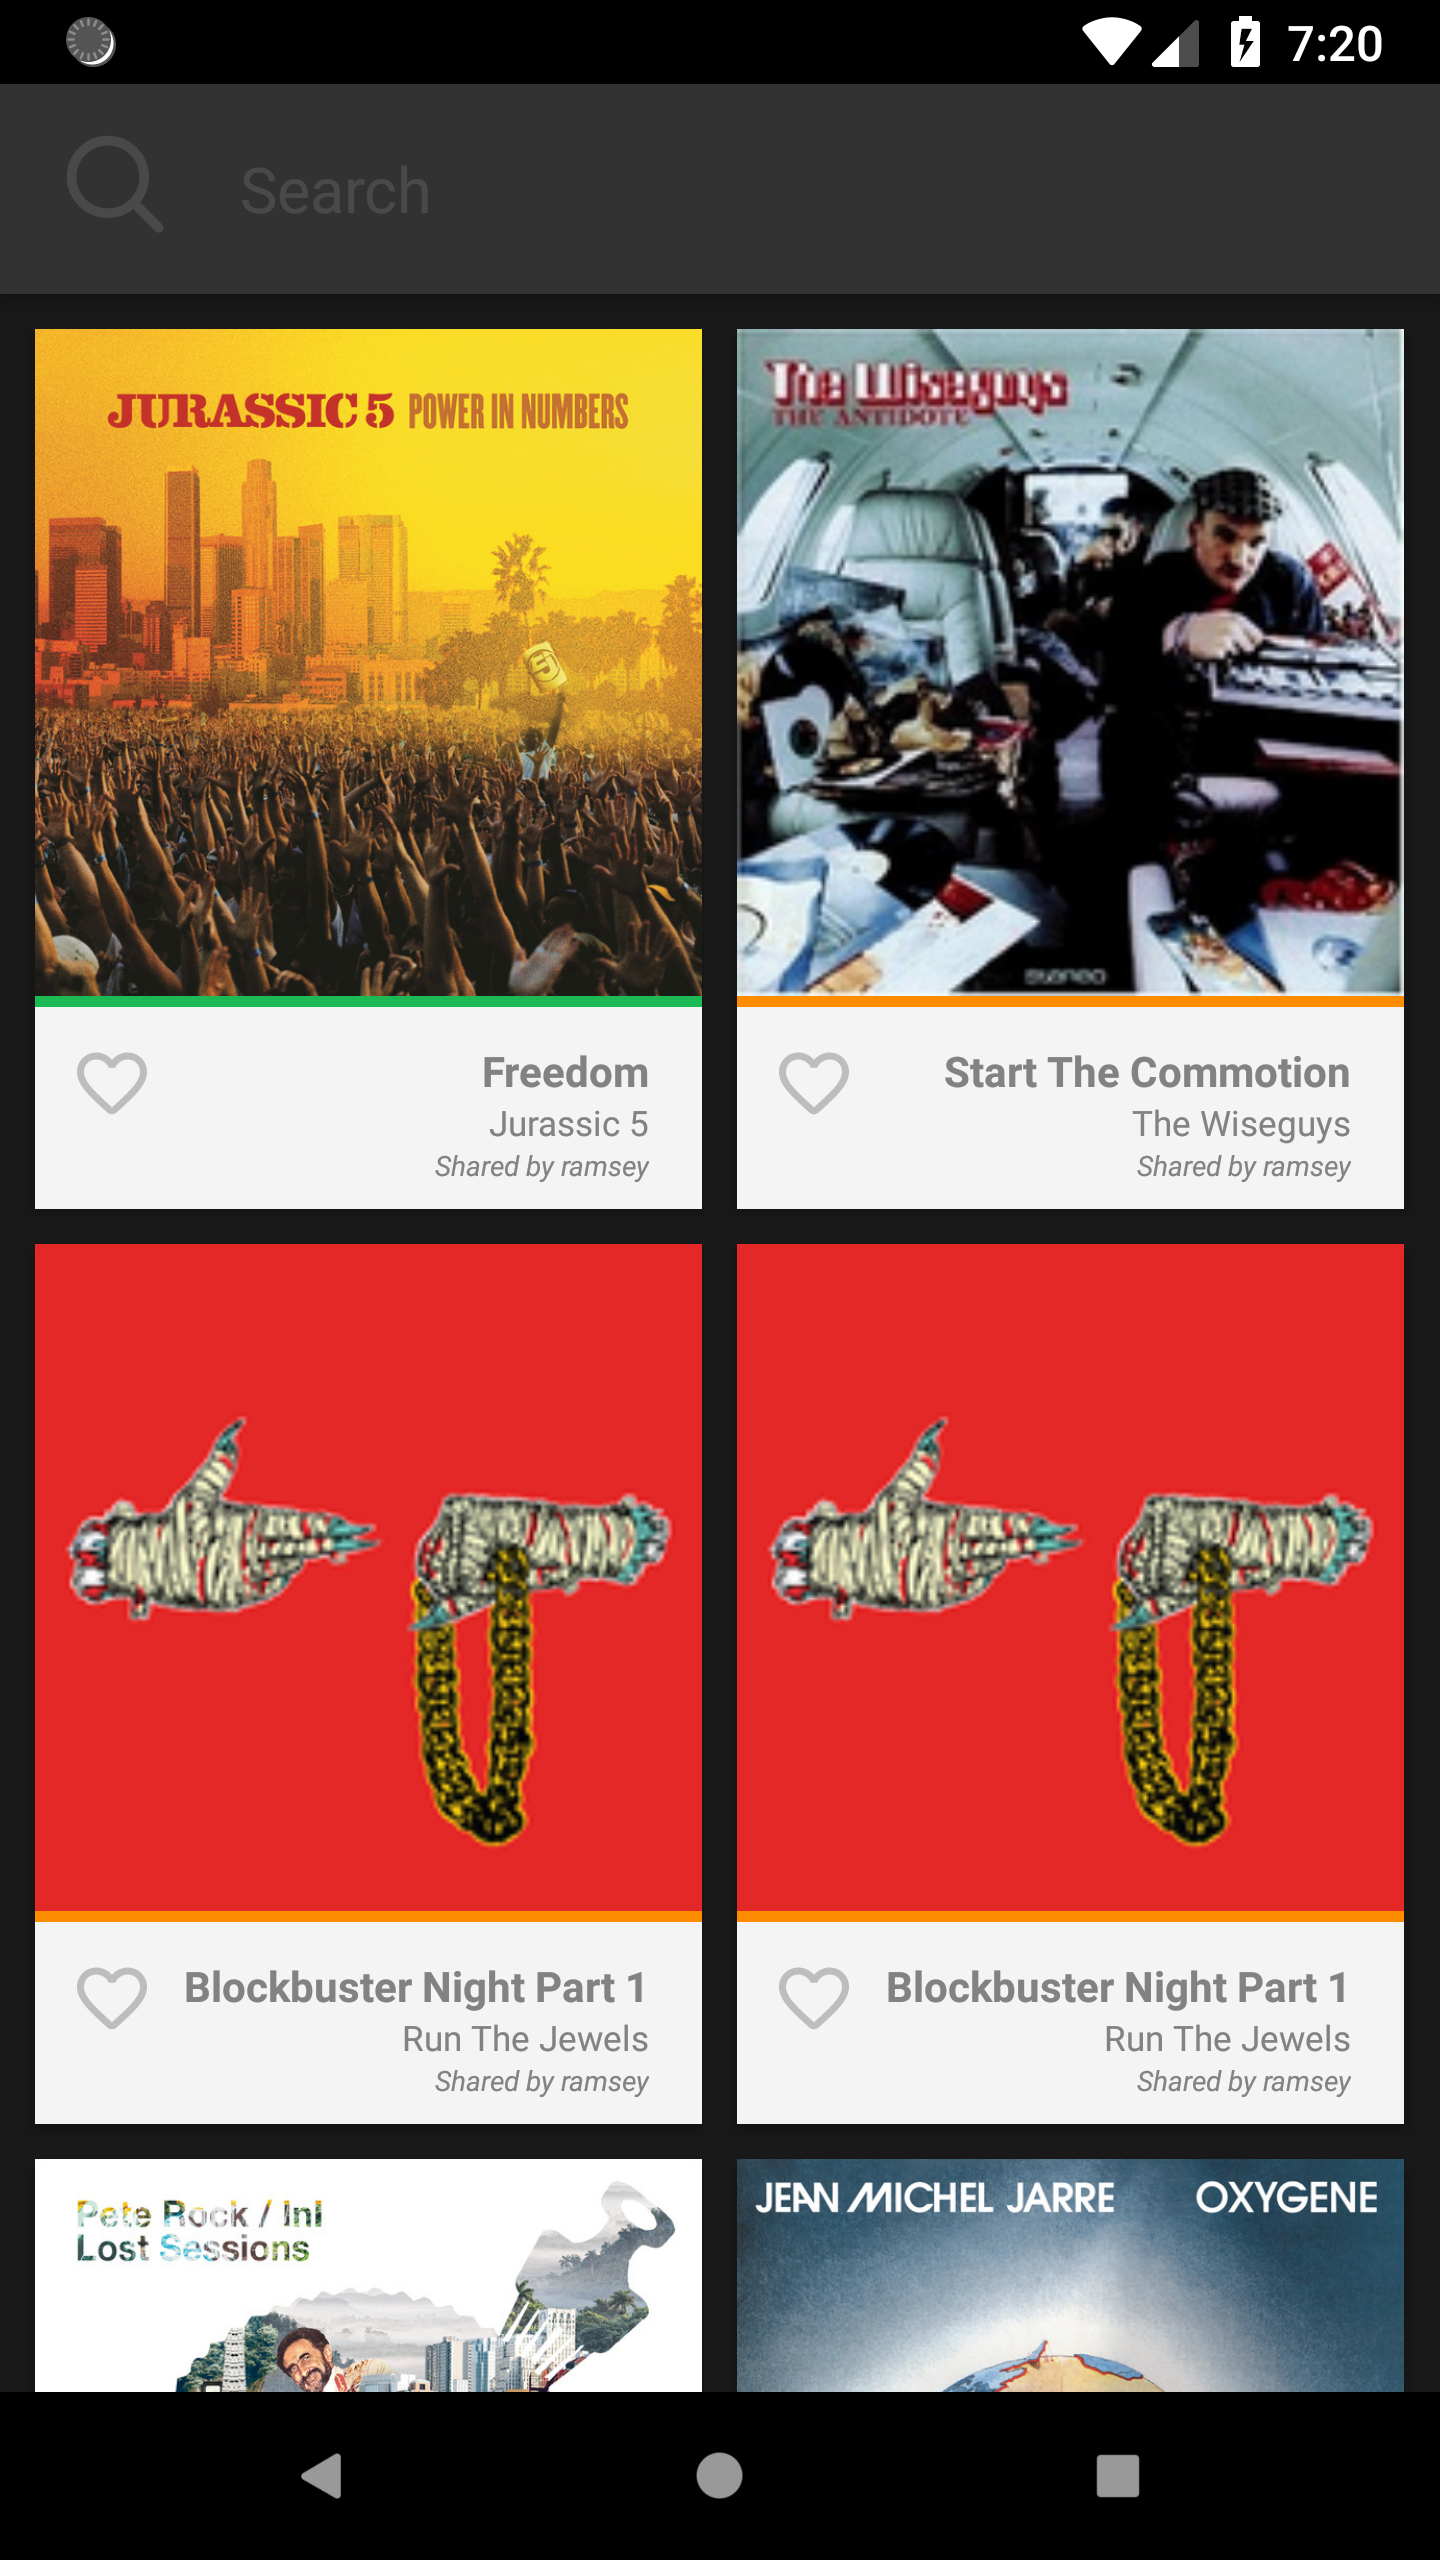 7:20
Search
JURASSIC 5 POWER IN NUMBERS
5
The Wiseguys
THE ANTIDOTE
stereo
Freedom
Jurassic 5
Shared by ramsey
Start The Commotion
The Wiseguys
Shared by ramsey
Blockbuster Night Part 1
Run The Jewels
Shared by ramsey
Blockbuster Night Part 1
Run The Jewels
Shared by ramsey
Pete Rock / InI
Lost Sessions
JEAN MICHEL JARRE OXYGENE